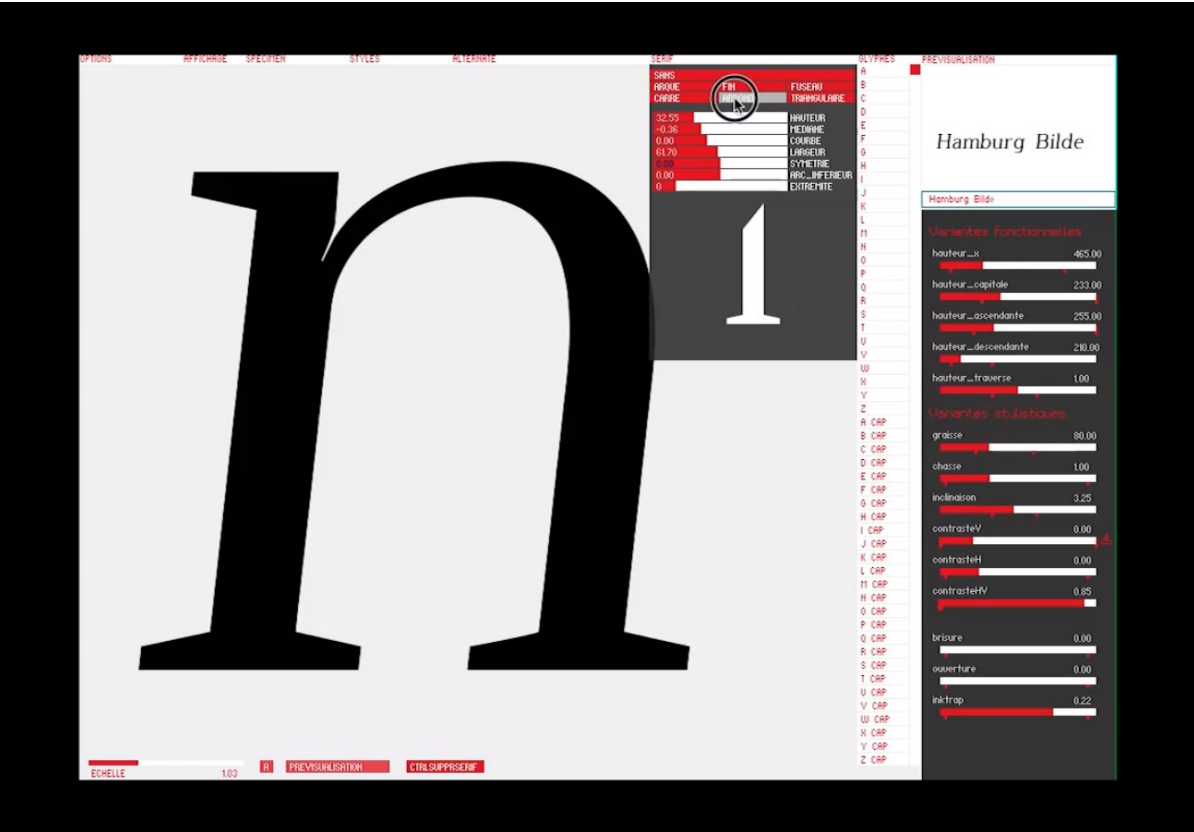 OPTIONS AFFICHAGE SPECIMEN STYLES ALTERNATE SERIF GLYPHES PREVISUALISATION
SANS
ARQUE FIH FUSEAU
CARRE ARROND TRIANGULAIRE
32.55 HAUTEUR
-0.36 MEDIANE
0.00 COURBE
61.70 LARGEUR
0.00 SYMETRIE
0.00 ARC_INFERIEUR
0 EXTREMITE
n
1
A
B
C
D
E
F
G
H
I
J
K
L
M
N
O
P
Q
R
S
T
U
V
W
X
Y
Z
A CAP
B CAP
C CAP
D CAP
E CAP
F CAP
G CAP
H CAP
I CAP
J CAP
K CAP
L CAP
M CAP
N CAP
O CAP
P CAP
Q CAP
R CAP
S CAP
T CAP
U CAP
V CAP
W CAP
X CAP
Y CAP
Z CAP
Hamburg Bilde
Hamburg Bilde
Variantes fonctionnelles
hauteur_x 465.00
hauteur_capitale 233.00
hauteur_ascendante 255.00
hauteur_descendante 210.00
hauteur_traverse 1.00
Variantes stylistiques
graisse 80.00
chasse 1.00
inclinaison 3.25
contrasteV 0.00
contrasteH 0.00
contrasteHV 0.85
brisure 0.00
ouverture 0.00
inktrap 0.22
ECHELLE 1.03 A PREVISUALISATION CTRLSUPPRSERIF